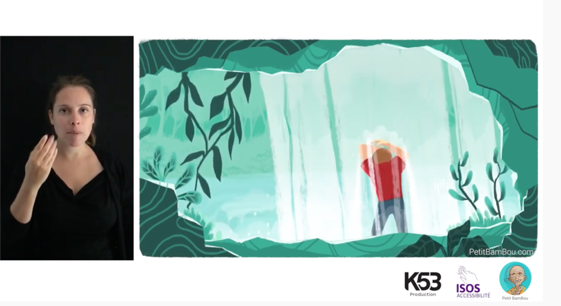 PetitBamBou.com
K53
Production
ISOS
ACCESSIBILITÉ
Petit BamBou